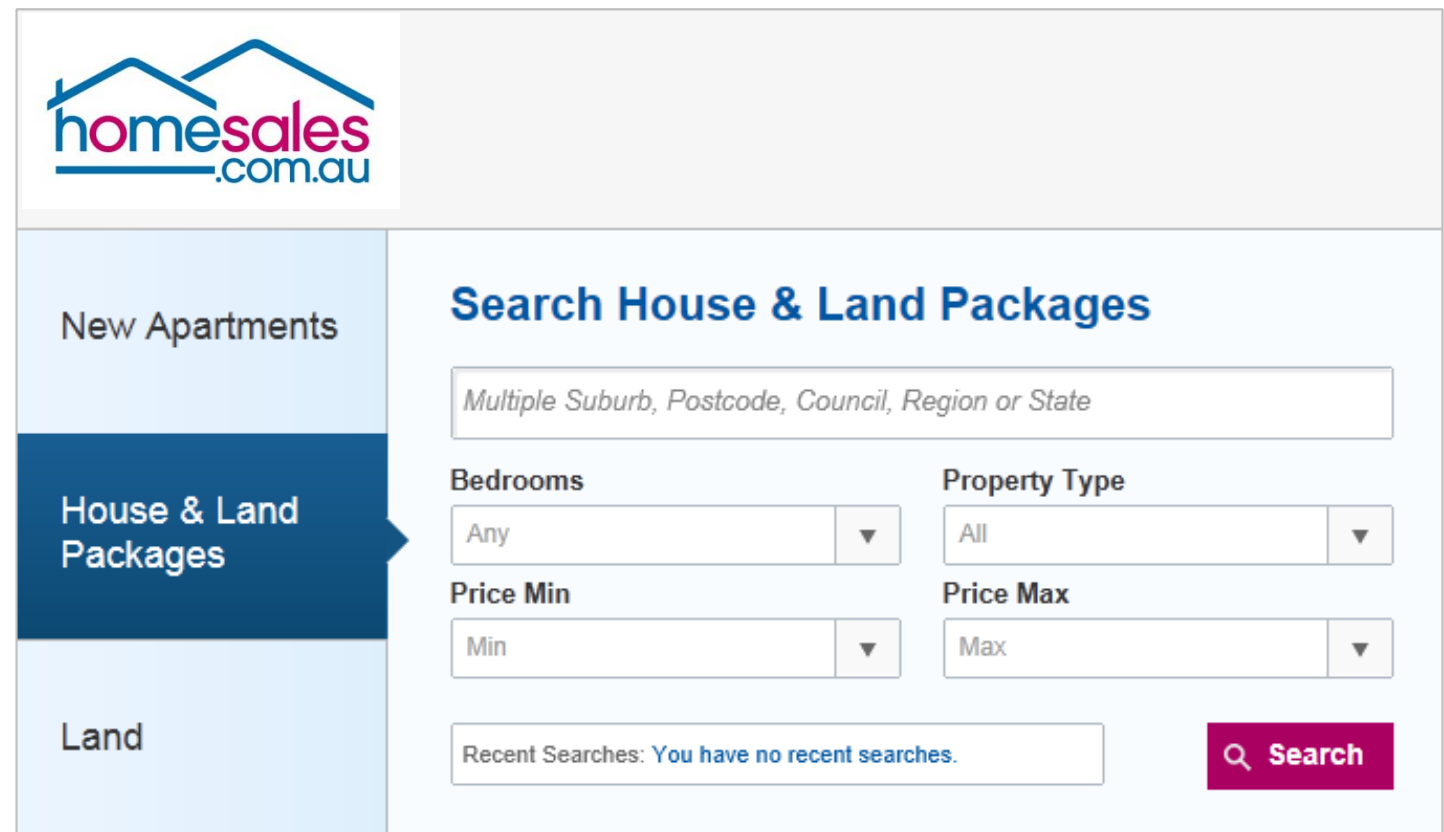 homesales
.com.au
New Apartments
House & Land
Packages
Land
Search House & Land Packages
Multiple Suburb, Postcode, Council, Region or State
Bedrooms
Property Type
Any
All
Price Min
Price Max
Min
Max
Recent Searches: You have no recent searches.
Search